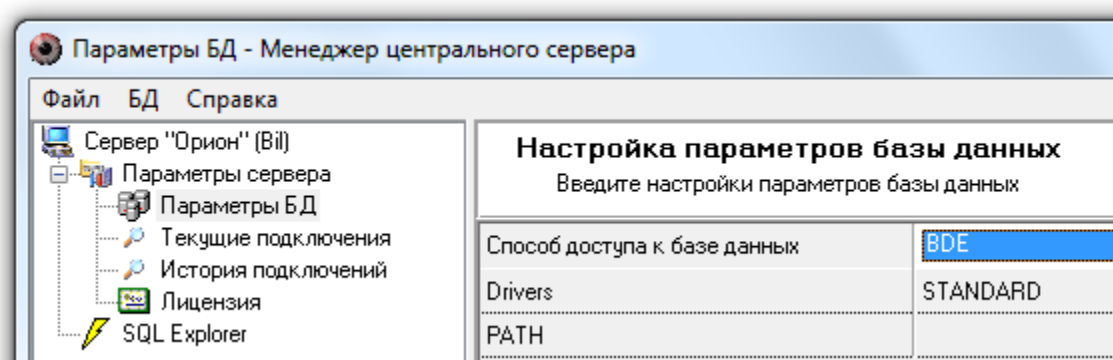 Параметры БД - Менеджер центрального сервера
Файл БД Справка
Сервер "Орион" (Bil)
Параметры сервера
Параметры БД
Текущие подключения
История подключений
Лицензия
SQL Explorer
Настройка параметров базы данных
Введите настройки параметров базы данных
Способ доступа к базе данных BDE
Drivers STANDARD
PATH